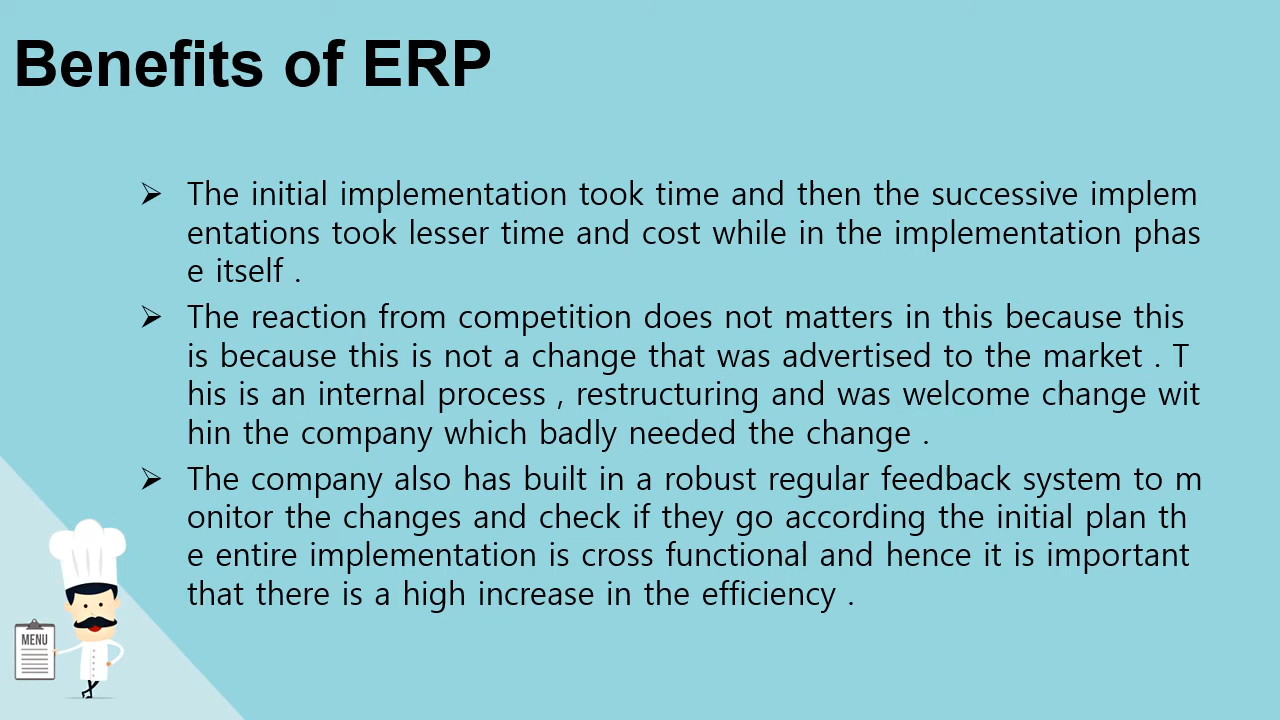 Benefits of ERP
➢ The initial implementation took time and then the successive implem
entations took lesser time and cost while in the implementation phas
e itself .
➢ The reaction from competition does not matters in this because this
is because this is not a change that was advertised to the market . T
his is an internal process , restructuring and was welcome change wit
hin the company which badly needed the change .
➢ The company also has built in a robust regular feedback system to m
onitor the changes and check if they go according the initial plan th
e entire implementation is cross functional and hence it is important
that there is a high increase in the efficiency .
MENU